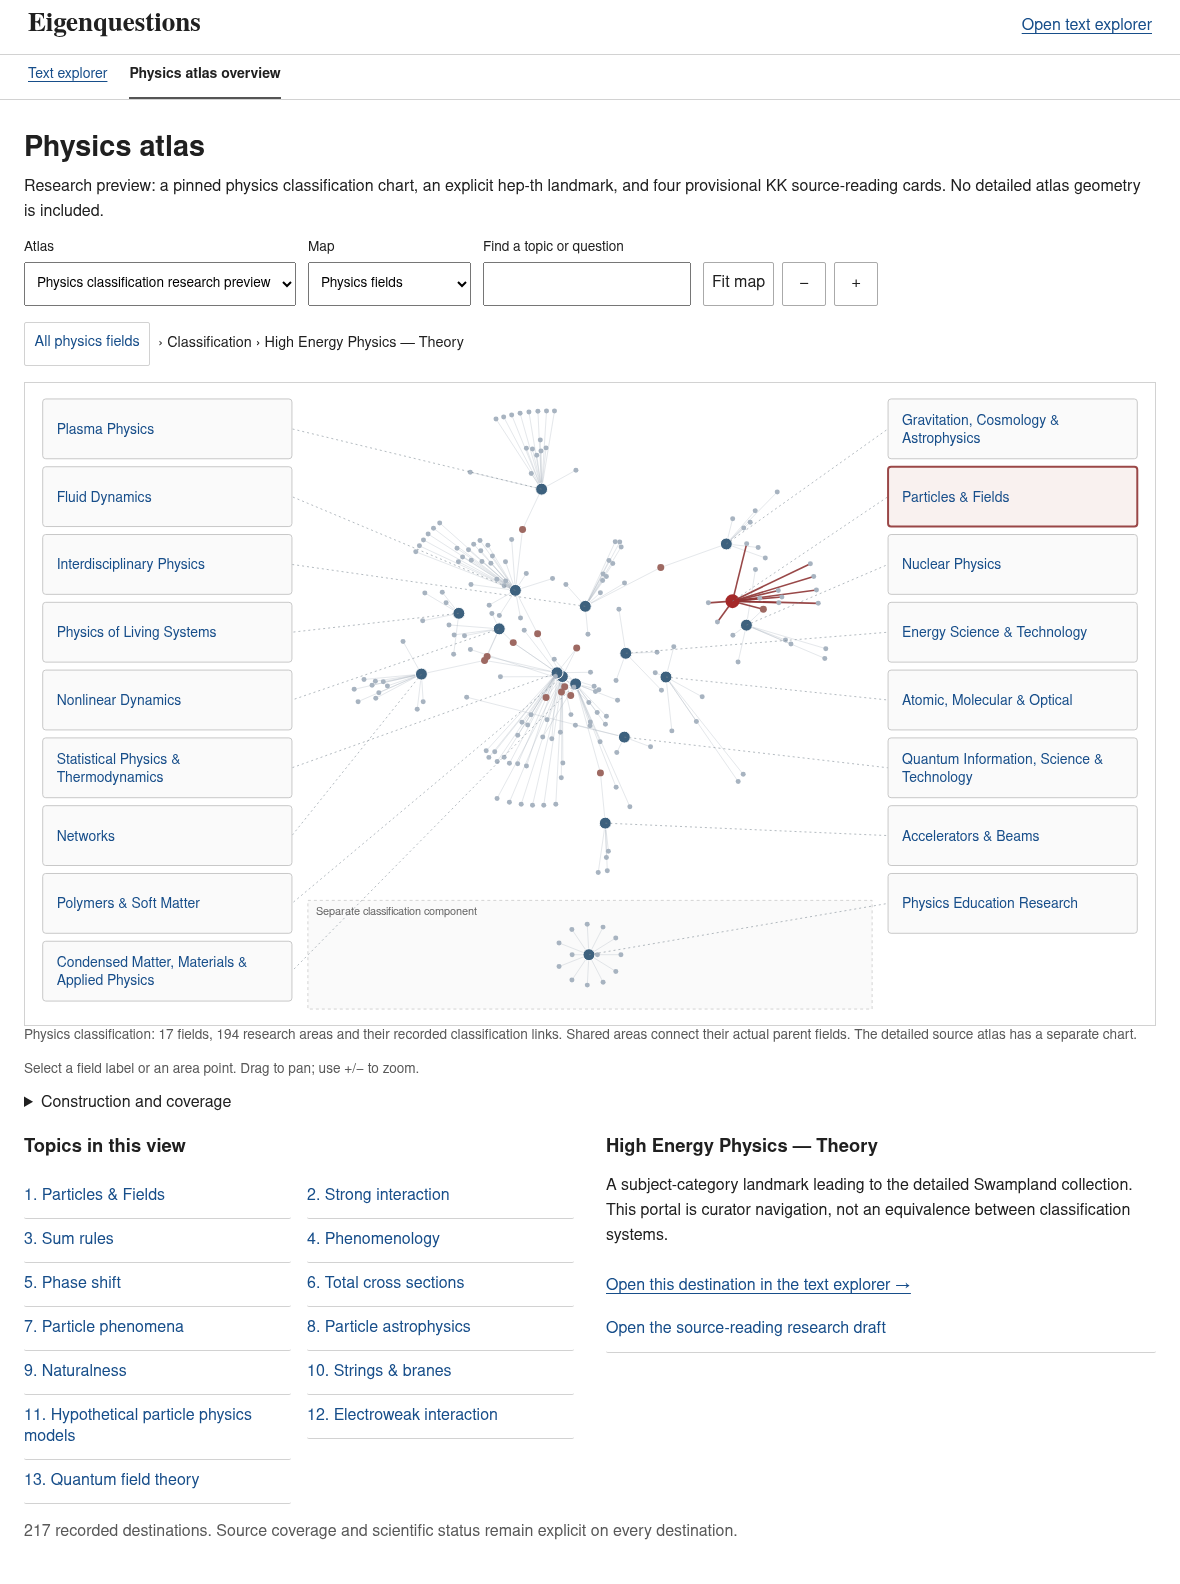 Eigenquestions
Open text explorer
Text explorer
Physics atlas overview
Physics atlas
Research preview: a pinned physics classification chart, an explicit hep-th landmark, and four provisional KK source-reading cards. No detailed atlas geometry
is included.
Atlas
Map
Find a topic or question
Physics classification research preview
Physics fields
Fit map
−
+
All physics fields
› Classification › High Energy Physics — Theory
Plasma Physics
Fluid Dynamics
Interdisciplinary Physics
Physics of Living Systems
Nonlinear Dynamics
Statistical Physics &
Thermodynamics
Networks
Polymers & Soft Matter
Condensed Matter, Materials &
Applied Physics
Gravitation, Cosmology &
Astrophysics
Particles & Fields
Nuclear Physics
Energy Science & Technology
Atomic, Molecular & Optical
Quantum Information, Science &
Technology
Accelerators & Beams
Physics Education Research
Separate classification component
Physics classification: 17 fields, 194 research areas and their recorded classification links. Shared areas connect their actual parent fields. The detailed source atlas has a separate chart.
Select a field label or an area point. Drag to pan; use +/− to zoom.
Construction and coverage
Topics in this view
1. Particles & Fields
2. Strong interaction
3. Sum rules
4. Phenomenology
5. Phase shift
6. Total cross sections
7. Particle phenomena
8. Particle astrophysics
9. Naturalness
10. Strings & branes
11. Hypothetical particle physics
models
12. Electroweak interaction
13. Quantum field theory
High Energy Physics — Theory
A subject-category landmark leading to the detailed Swampland collection.
This portal is curator navigation, not an equivalence between classification
systems.
Open this destination in the text explorer →
Open the source-reading research draft
217 recorded destinations. Source coverage and scientific status remain explicit on every destination.